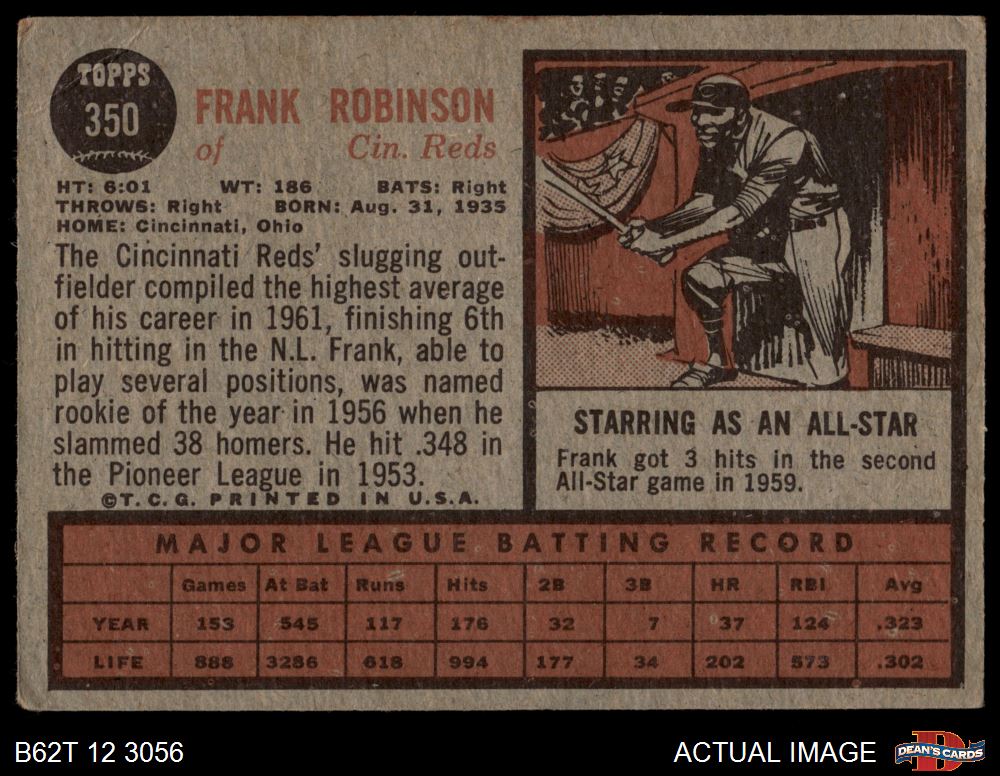 TOPPS
350
FRANK ROBINSON
of Cin. Reds
HT: 6:01 WT: 186 BATS: Right
THROWS: Right BORN: Aug. 31, 1935
HOME: Cincinnati, Ohio
The Cincinnati Reds' slugging out-
fielder compiled the highest average
of his career in 1961, finishing 6th
in hitting in the N.L. Frank, able to
play several positions, was named
rookie of the year in 1956 when he
slammed 38 homers. He hit .348 in
the Pioneer League in 1953.
©T.C.G. PRINTED IN U.S.A.
STARRING AS AN ALL-STAR
Frank got 3 hits in the second
All-Star game in 1959.
MAJOR LEAGUE BATTING RECORD
Games At Bat Runs Hits 2B 3B HR RBI Avg
YEAR 153 545 117 176 32 7 37 124 .323
LIFE 888 3286 618 994 177 34 202 573 .302
B62T 12 3056
ACTUAL IMAGE
D
DEAN'S CARDS